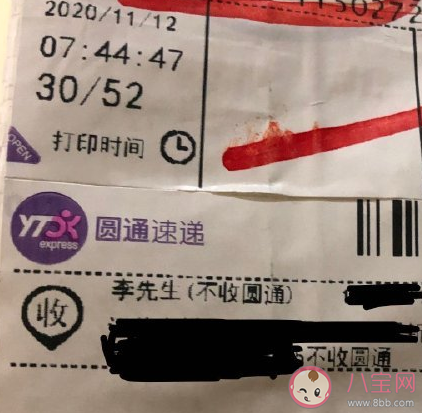 2020/11/12
07:44:47
30/52
OPEN
打印时间
YTO
express
圆通速递
收
李先生(不收圆通)
不收圆通
八宝网
www.8bb.com